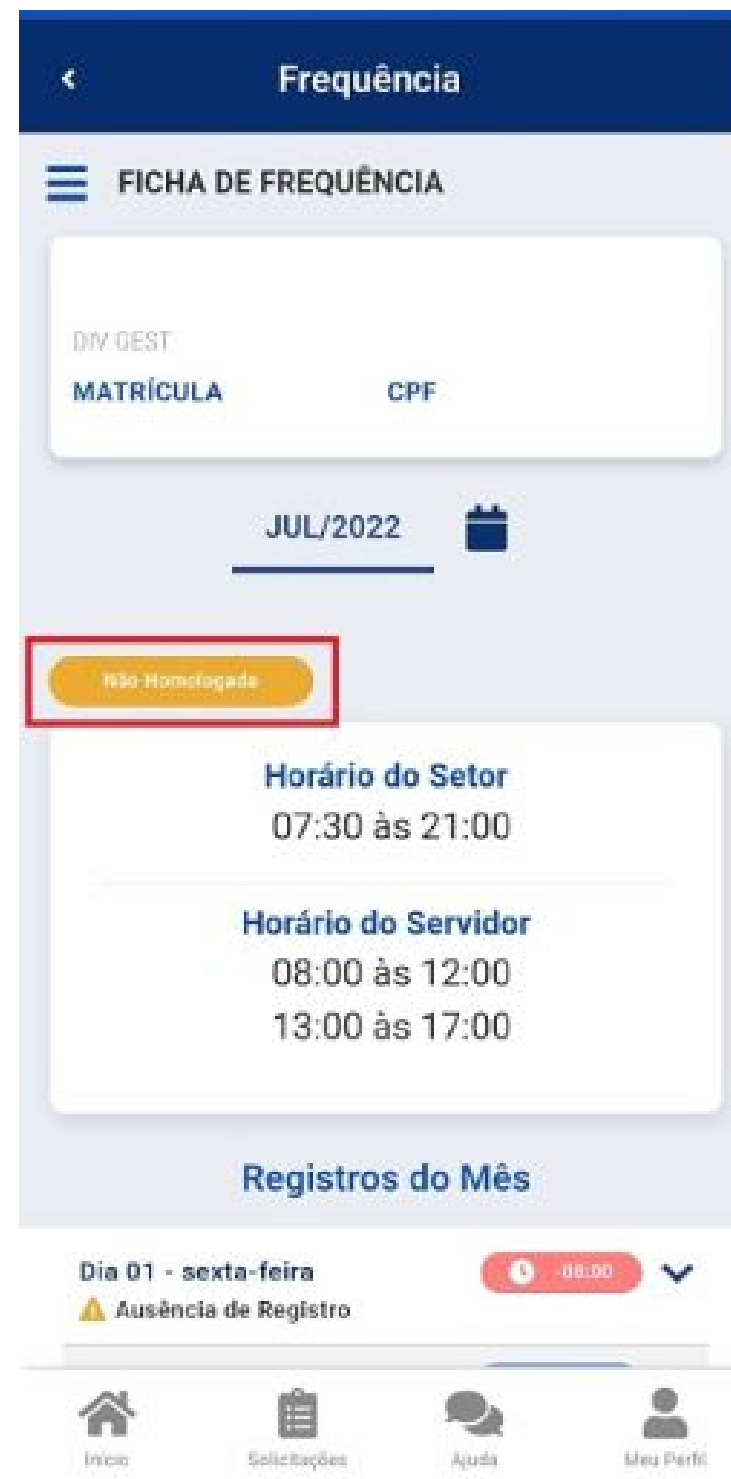 Frequência
FICHA DE FREQUÊNCIA
DIV GEST
MATRÍCULA CPF
JUL/2022
Não Homologada
Horário do Setor
07:30 às 21:00
Horário do Servidor
08:00 às 12:00
13:00 às 17:00
Registros do Mês
Dia 01 - sexta-feira -08:00
Ausência de Registro
Início Solicitações Ajuda Meu Perfil